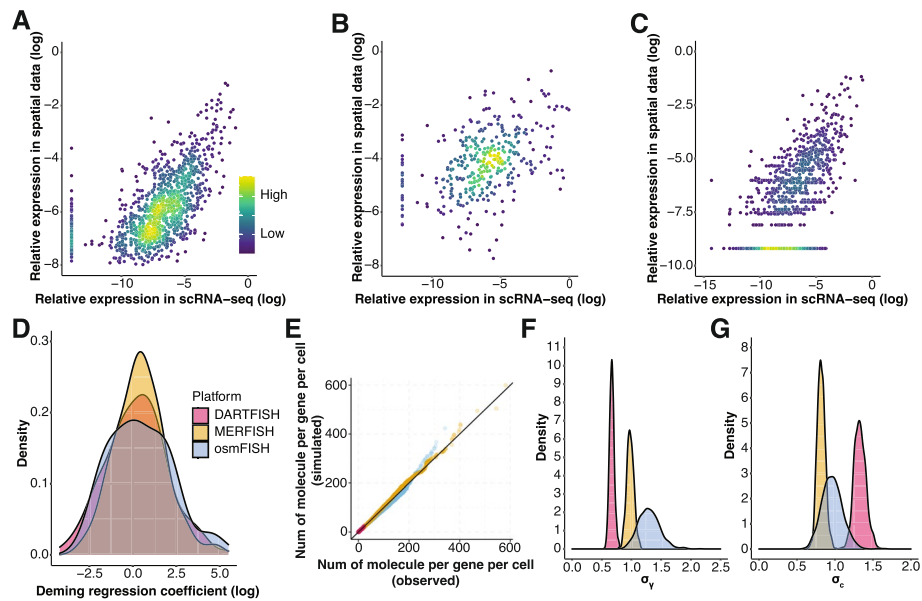 A
Relative expression in spatial data (log)
0
−2
−4
−6
−8
−10
−5
0
Relative expression in scRNA−seq (log)
High
Low
B
Relative expression in spatial data (log)
0
−2
−4
−6
−8
−10
−5
0
Relative expression in scRNA−seq (log)
C
Relative expression in spatial data (log)
0.0
−2.5
−5.0
−7.5
−10.0
−15
−10
−5
0
Relative expression in scRNA−seq (log)
D
Density
0.3
0.2
0.1
0.0
−2.5
0.0
2.5
5.0
Deming regression coefficient (log)
Platform
DARTFISH
MERFISH
osmFISH
E
Num of molecule per gene per cell
(simulated)
600
400
200
0
0
200
400
600
Num of molecule per gene per cell
(observed)
F
Density
11
10
9
8
7
6
5
4
3
2
1
0
0.0
0.5
1.0
1.5
2.0
2.5
σγ
G
Density
8
7
6
5
4
3
2
1
0
0.0
0.5
1.0
1.5
2.0
σc